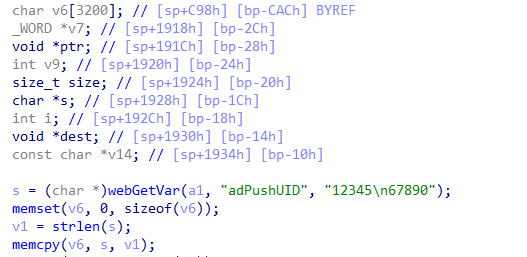 char v6[3200]; // [sp+C98h] [bp-CACh] BYREF
_WORD *v7; // [sp+1918h] [bp-2Ch]
void *ptr; // [sp+191Ch] [bp-28h]
int v9; // [sp+1920h] [bp-24h]
size_t size; // [sp+1924h] [bp-20h]
char *s; // [sp+1928h] [bp-1Ch]
int i; // [sp+192Ch] [bp-18h]
void *dest; // [sp+1930h] [bp-14h]
const char *v14; // [sp+1934h] [bp-10h]
s = (char *)webGetVar(a1, "adPushUID", "12345\n67890");
memset(v6, 0, sizeof(v6));
v1 = strlen(s);
memcpy(v6, s, v1);